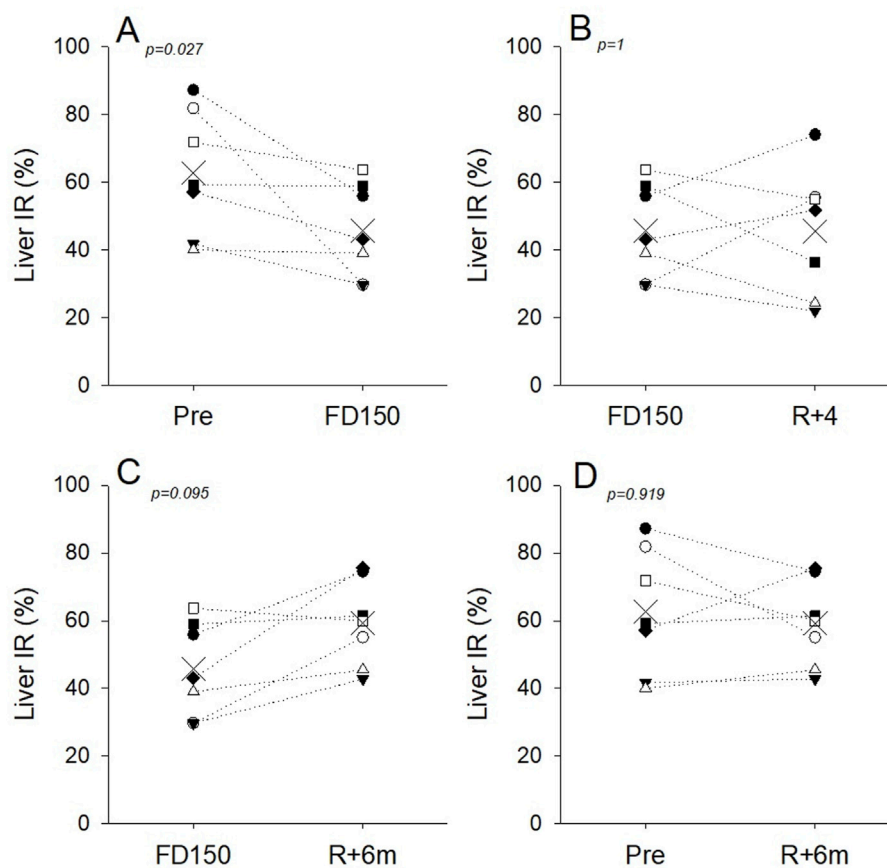 A
p=0.027
100
80
60
40
20
0
Liver IR (%)
Pre FD150
B
p=1
100
80
60
40
20
0
Liver IR (%)
FD150 R+4
C
p=0.095
100
80
60
40
20
0
Liver IR (%)
FD150 R+6m
D
p=0.919
100
80
60
40
20
0
Liver IR (%)
Pre R+6m